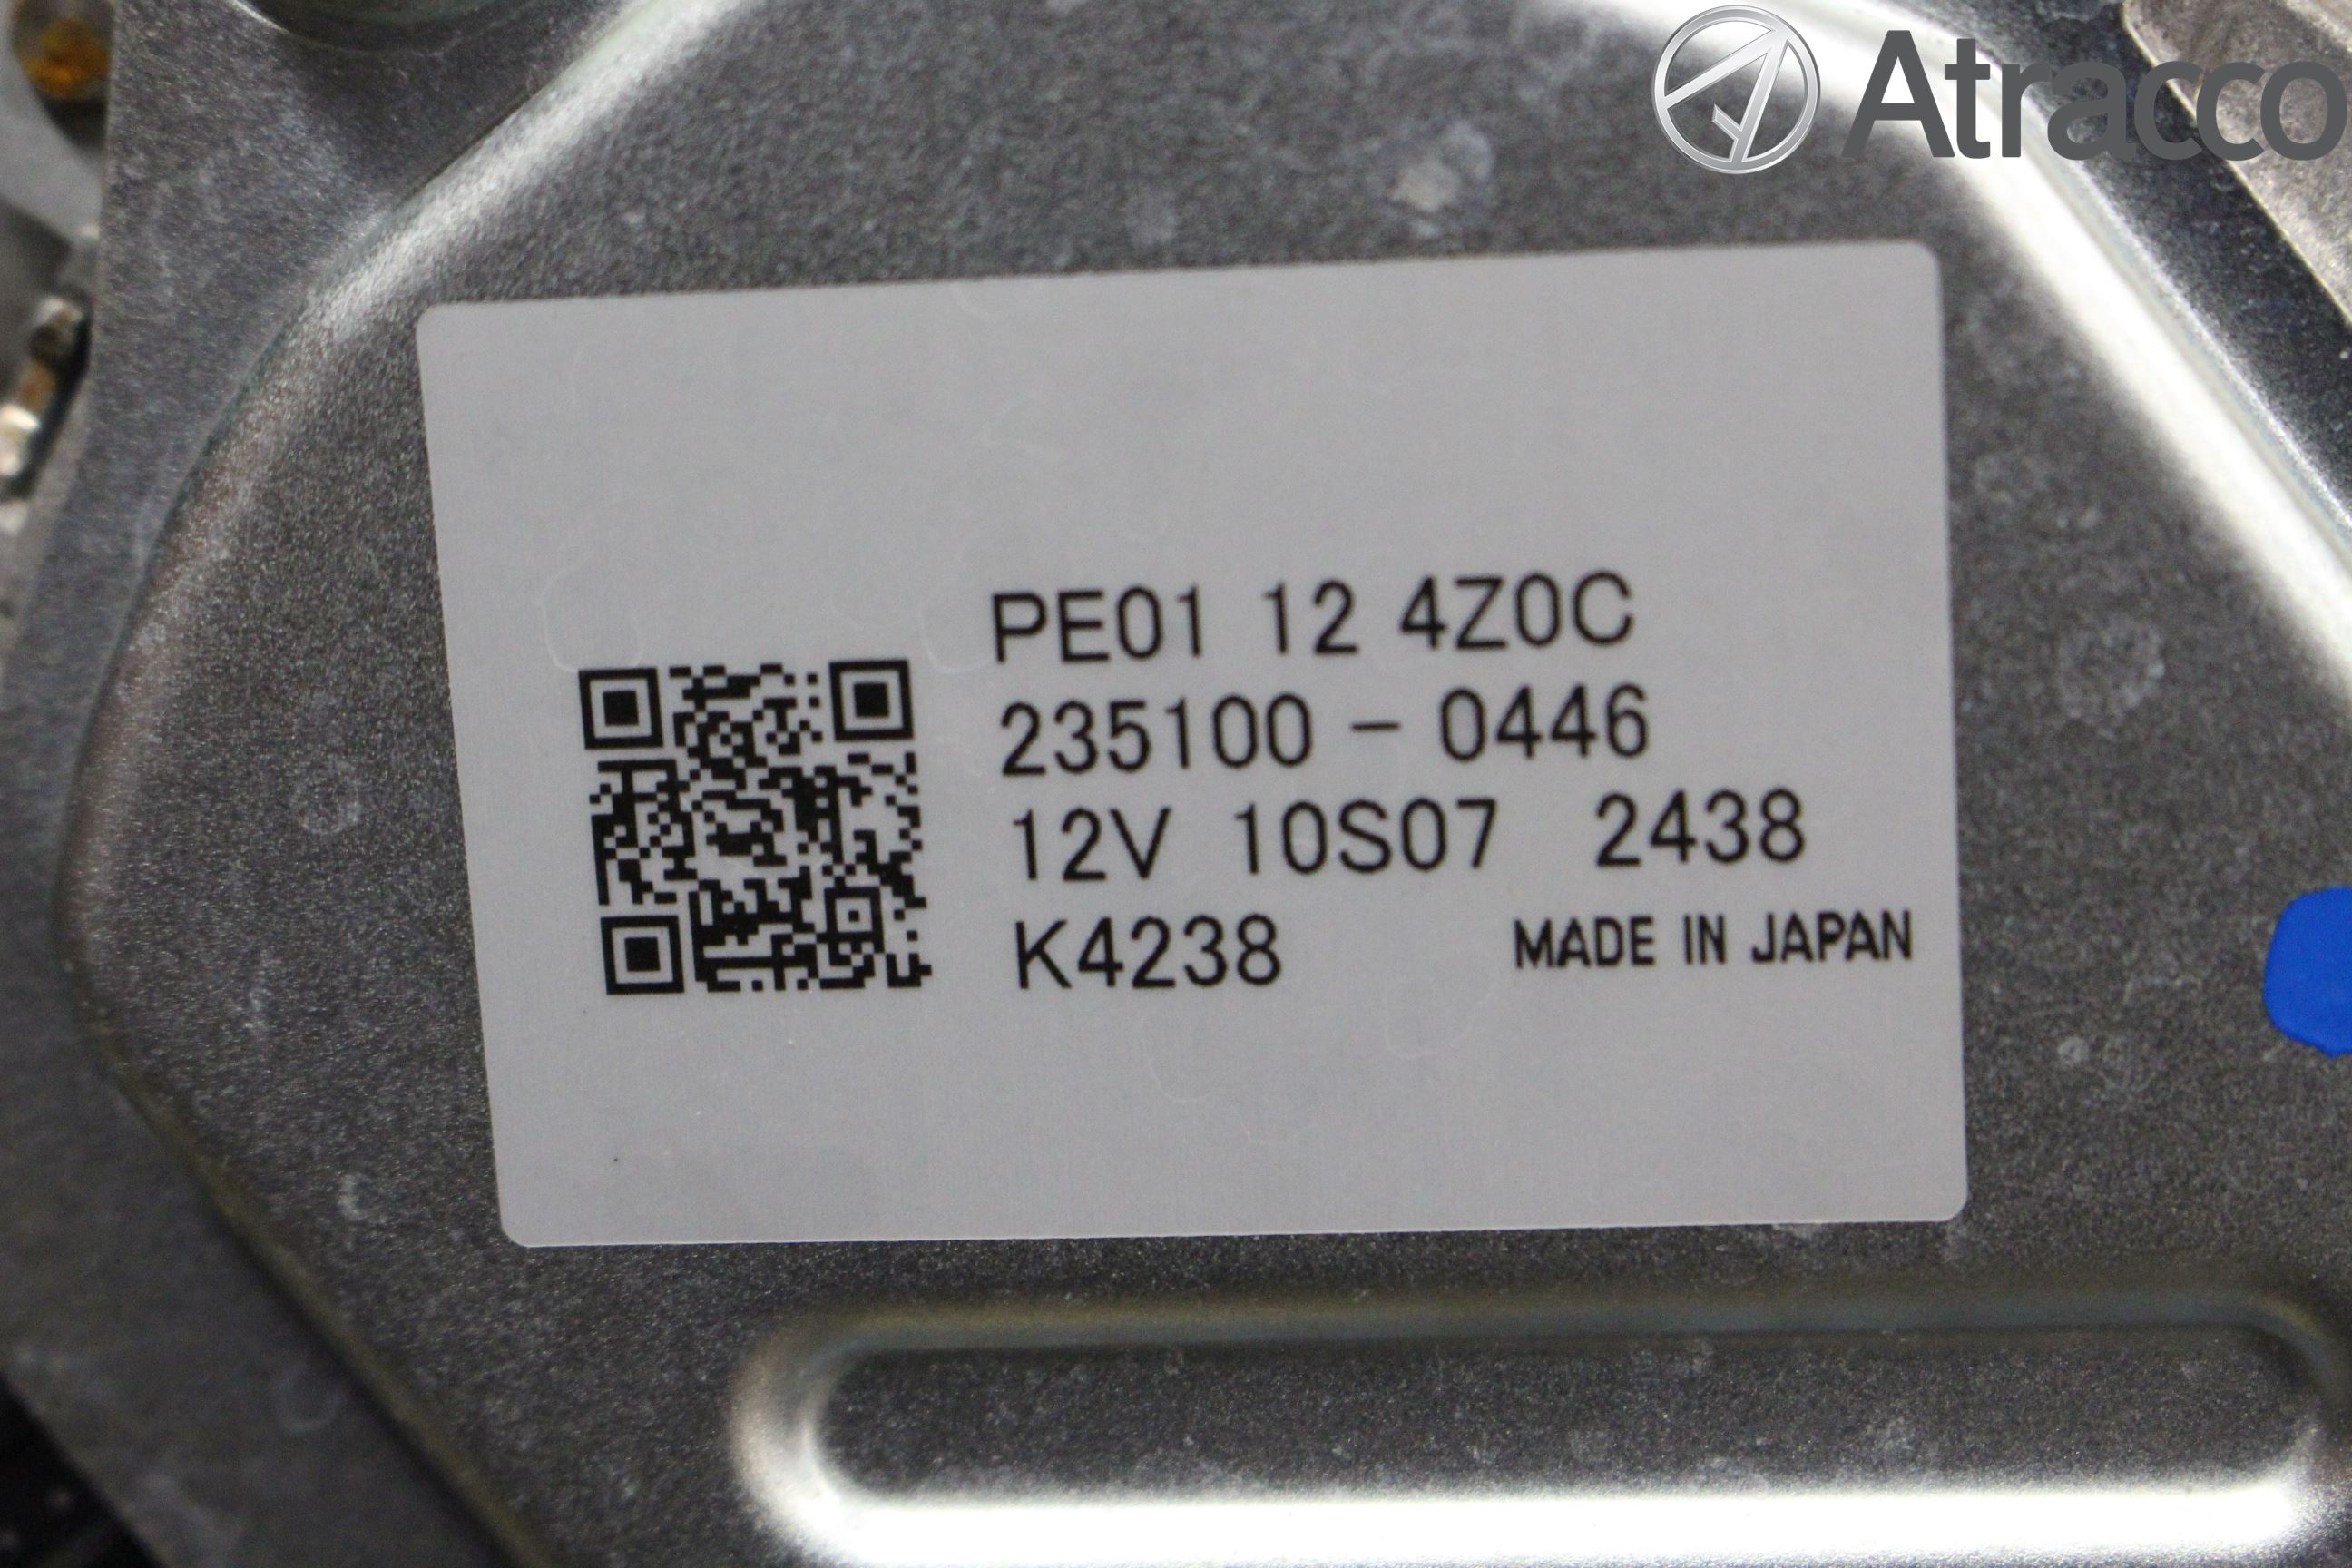 Atracco
PE01 12 4Z0C
235100 - 0446
12V 10S07 2438
K4238 MADE IN JAPAN